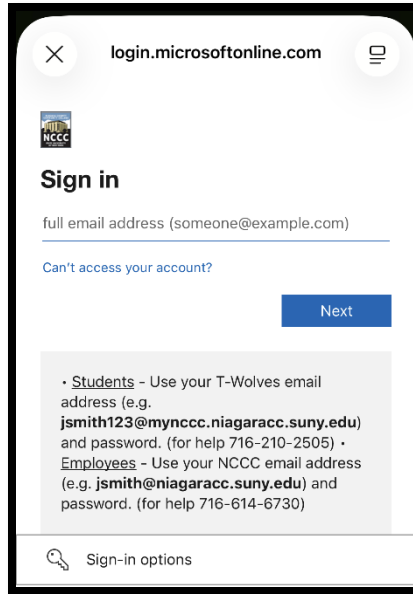 login.microsoftonline.com
NCCC
Sign in
full email address (someone@example.com)
Can't access your account?
Next
• Students - Use your T-Wolves email
address (e.g.
jsmith123@mynccc.niagaracc.suny.edu)
and password. (for help 716-210-2505) •
Employees - Use your NCCC email address
(e.g. jsmith@niagaracc.suny.edu) and
password. (for help 716-614-6730)
Sign-in options